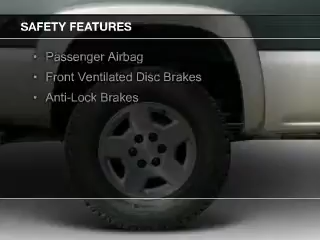 SAFETY FEATURES
• Passenger Airbag
• Front Ventilated Disc Brakes
• Anti-Lock Brakes